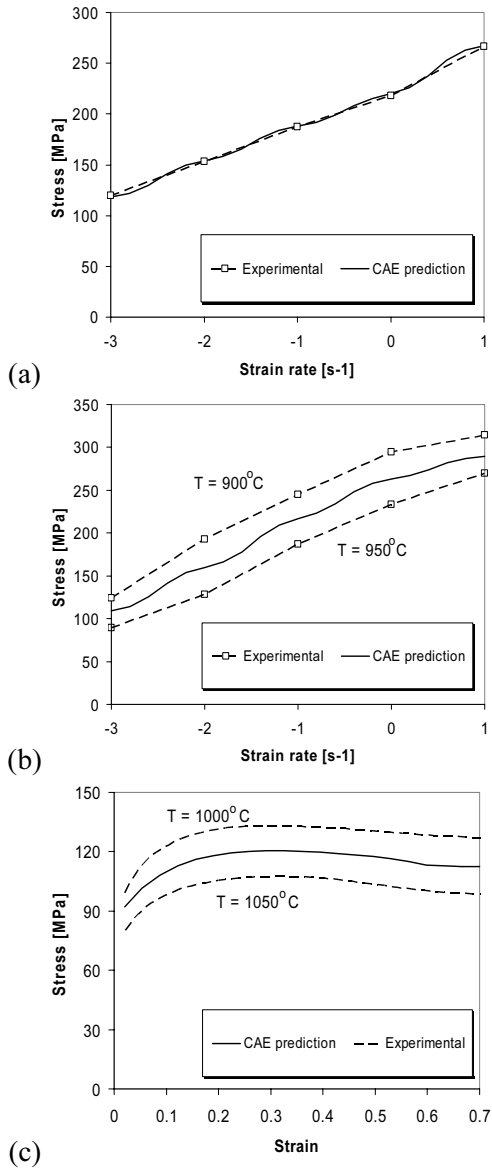 300
250
200
150
100
50
0
Stress [MPa]
Experimental
CAE prediction
-3 -2 -1 0 1
Strain rate [s-1]
(a)
350
300
250
200
150
100
50
0
Stress [MPa]
T = 900°C
T = 950°C
Experimental
CAE prediction
-3 -2 -1 0 1
Strain rate [s-1]
(b)
150
120
90
60
30
0
Stress [MPa]
T = 1000°C
T = 1050°C
CAE prediction
Experimental
0 0.1 0.2 0.3 0.4 0.5 0.6 0.7
Strain
(c)